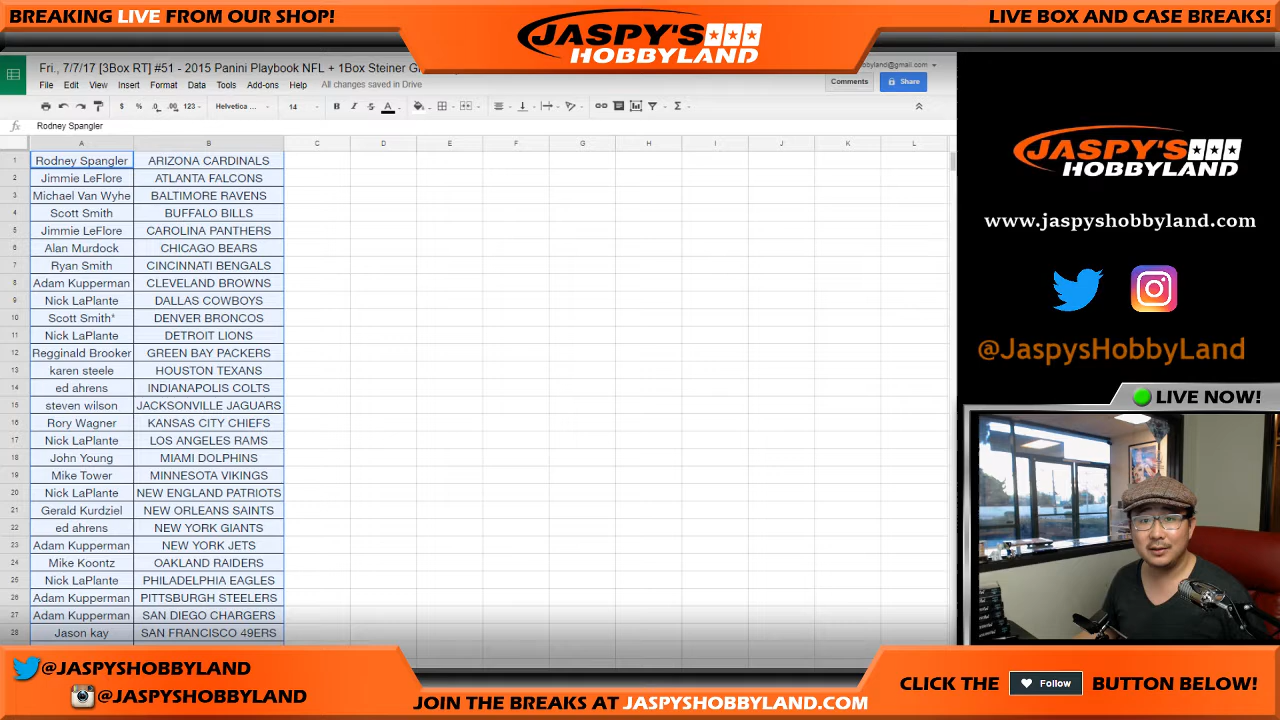 BREAKING LIVE FROM OUR SHOP!
JASPY'S
HOBBYLAND
LIVE BOX AND CASE BREAKS!
Fri., 7/7/17 [3Box RT] #51 - 2015 Panini Playbook NFL + 1Box Steiner
@gmail.com
File Edit View Insert Format Data Tools Add-ons Help All changes saved in Drive
Comments
Share
$ % .0 .00 123 Helvetica ... 14 B I S A
fx Rodney Spangler
A B C D E F G H I J K L
1 Rodney Spangler ARIZONA CARDINALS
2 Jimmie LeFlore ATLANTA FALCONS
3 Michael Van Wyhe BALTIMORE RAVENS
4 Scott Smith BUFFALO BILLS
5 Jimmie LeFlore CAROLINA PANTHERS
6 Alan Murdock CHICAGO BEARS
7 Ryan Smith CINCINNATI BENGALS
8 Adam Kupperman CLEVELAND BROWNS
9 Nick LaPlante DALLAS COWBOYS
10 Scott Smith* DENVER BRONCOS
11 Nick LaPlante DETROIT LIONS
12 Regginald Brooker GREEN BAY PACKERS
13 karen steele HOUSTON TEXANS
14 ed ahrens INDIANAPOLIS COLTS
15 steven wilson JACKSONVILLE JAGUARS
16 Rory Wagner KANSAS CITY CHIEFS
17 Nick LaPlante LOS ANGELES RAMS
18 John Young MIAMI DOLPHINS
19 Mike Tower MINNESOTA VIKINGS
20 Nick LaPlante NEW ENGLAND PATRIOTS
21 Gerald Kurdziel NEW ORLEANS SAINTS
22 ed ahrens NEW YORK GIANTS
23 Adam Kupperman NEW YORK JETS
24 Mike Koontz OAKLAND RAIDERS
25 Nick LaPlante PHILADELPHIA EAGLES
26 Adam Kupperman PITTSBURGH STEELERS
27 Adam Kupperman SAN DIEGO CHARGERS
28 Jason kay SAN FRANCISCO 49ERS
JASPY'S
HOBBYLAND
www.jaspyshobbyland.com
@JaspysHobbyLand
LIVE NOW!
@JASPYSHOBBYLAND
@JASPYSHOBBYLAND
JOIN THE BREAKS AT JASPYSHOBBYLAND.COM
CLICK THE Follow BUTTON BELOW!